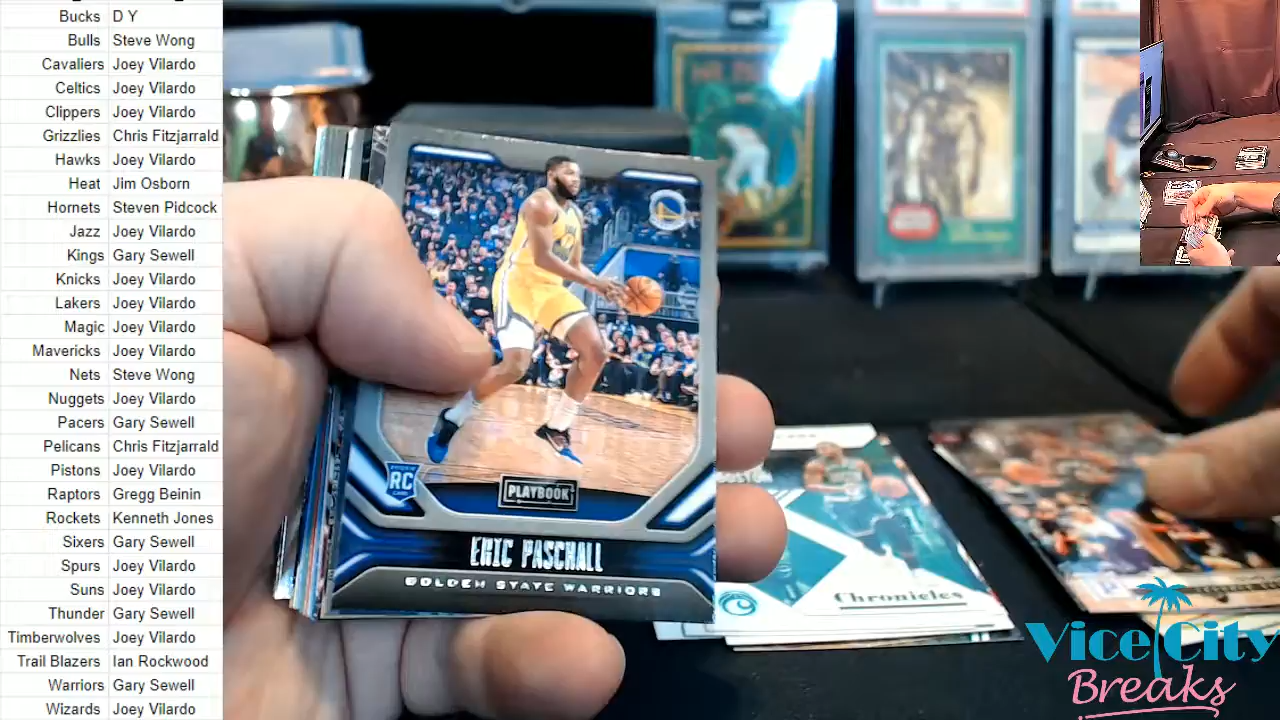 Bucks D Y
Bulls Steve Wong
Cavaliers Joey Vilardo
Celtics Joey Vilardo
Clippers Joey Vilardo
Grizzlies Chris Fitzjarrald
Hawks Joey Vilardo
Heat Jim Osborn
Hornets Steven Pidcock
Jazz Joey Vilardo
Kings Gary Sewell
Knicks Joey Vilardo
Lakers Joey Vilardo
Magic Joey Vilardo
Mavericks Joey Vilardo
Nets Steve Wong
Nuggets Joey Vilardo
Pacers Gary Sewell
Pelicans Chris Fitzjarrald
Pistons Joey Vilardo
Raptors Gregg Beinin
Rockets Kenneth Jones
Sixers Gary Sewell
Spurs Joey Vilardo
Suns Joey Vilardo
Thunder Gary Sewell
Timberwolves Joey Vilardo
Trail Blazers Ian Rockwood
Warriors Gary Sewell
Wizards Joey Vilardo
RC
PLAYBOOK
ERIC PASCHALL
GOLDEN STATE WARRIORS
BOSTON
Chronicles
Vice City
Breaks